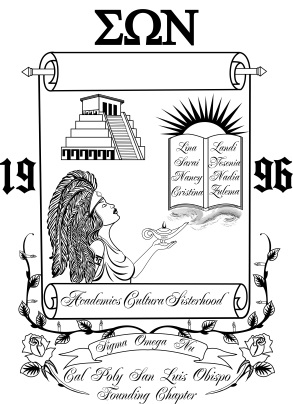 ΣΩΝ
19 96
Lina Landi
Sarai Yesenia
Nancy Nadia
Cristina Zulema
Academics Cultura Sisterhood
Sigma Omega Nu
Cal Poly San Luis Obispo
Founding Chapter